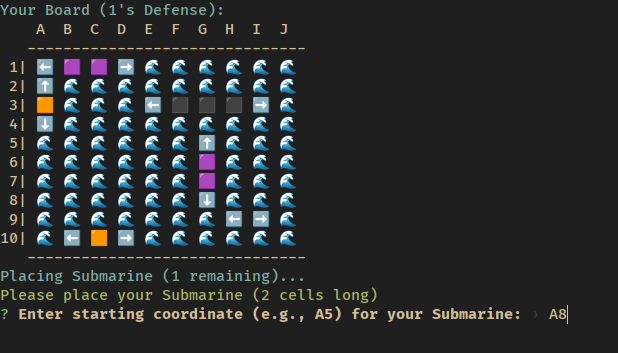 Your Board (1's Defense):
A B C D E F G H I J
-------------------------------
1| ⬅️ 🟪 🟪 ➡️ 🌊 🌊 🌊 🌊 🌊 🌊
2| ⬆️ 🌊 🌊 🌊 🌊 🌊 🌊 🌊 🌊 🌊
3| 🟧 🌊 🌊 🌊 ⬅️ ⬛ ⬛ ⬛ ➡️ 🌊
4| ⬇️ 🌊 🌊 🌊 🌊 🌊 🌊 🌊 🌊 🌊
5| 🌊 🌊 🌊 🌊 🌊 🌊 ⬆️ 🌊 🌊 🌊
6| 🌊 🌊 🌊 🌊 🌊 🌊 🟪 🌊 🌊 🌊
7| 🌊 🌊 🌊 🌊 🌊 🌊 🟪 🌊 🌊 🌊
8| 🌊 🌊 🌊 🌊 🌊 🌊 ⬇️ 🌊 🌊 🌊
9| 🌊 🌊 🌊 🌊 🌊 🌊 🌊 ⬅️ ➡️ 🌊
10| 🌊 ⬅️ 🟧 ➡️ 🌊 🌊 🌊 🌊 🌊 🌊
-------------------------------
Placing Submarine (1 remaining)...
Please place your Submarine (2 cells long)
? Enter starting coordinate (e.g., A5) for your Submarine: › A8